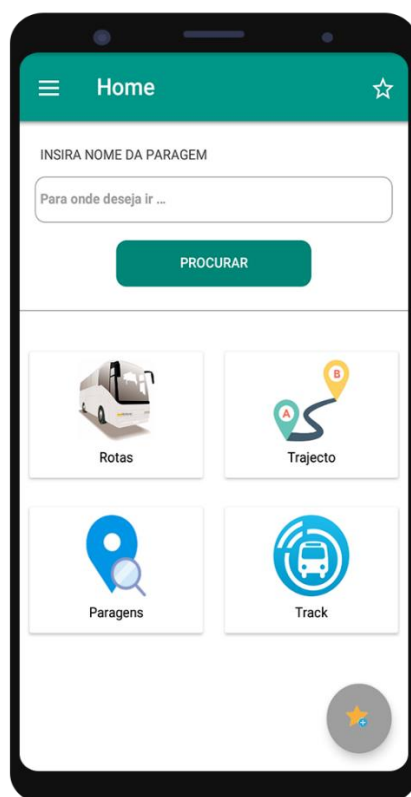 Home
INSIRA NOME DA PARAGEM
Para onde deseja ir ...
PROCURAR
B
A
Rotas
Trajecto
Paragens
Track